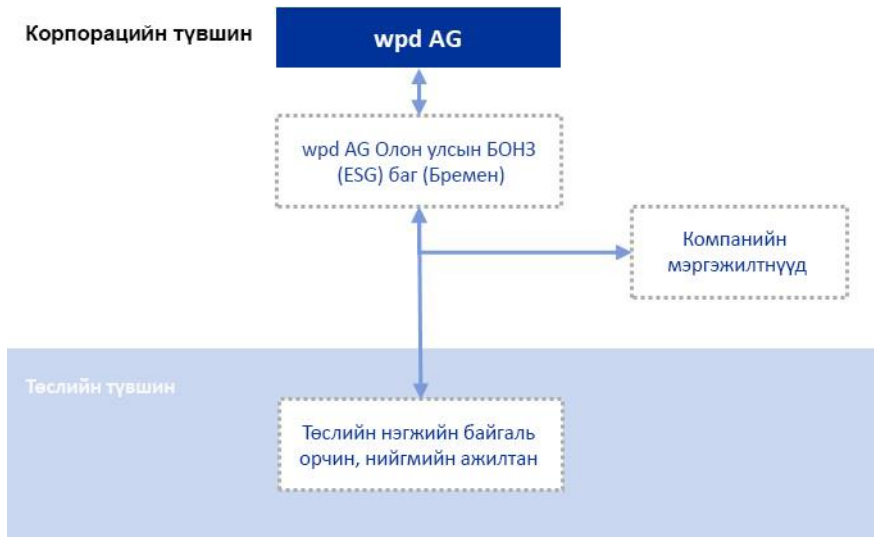 Корпорацийн түвшин
wpd AG
wpd AG Олон улсын БОНЗ
(ESG) баг (Бремен)
Компанийн
мэргэжилтнүүд
Төслийн түвшин
Төслийн нэгжийн байгаль
орчин, нийгмийн ажилтан